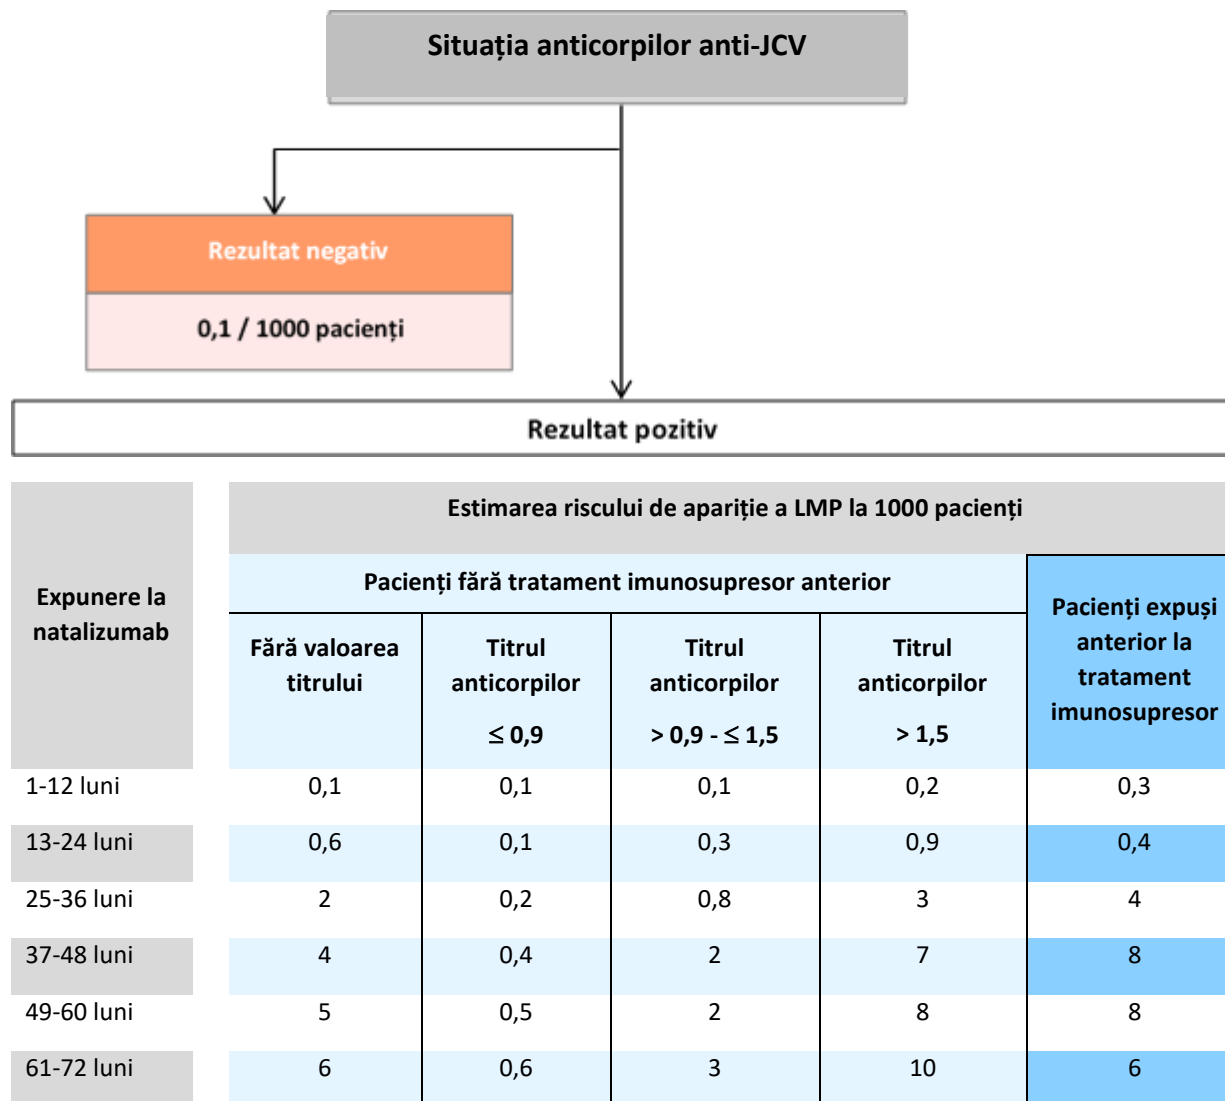 Situația anticorpilor anti-JCV
Rezultat negativ
0,1 / 1000 pacienți
Rezultat pozitiv
Expunere la
natalizumab
Estimarea riscului de apariție a LMP la 1000 pacienți
Pacienți fără tratament imunosupresor anterior
Pacienți expuși
anterior la
tratament
imunosupresor
Fără valoarea
titrului
Titrul
anticorpilor
≤ 0,9
Titrul
anticorpilor
> 0,9 - ≤ 1,5
Titrul
anticorpilor
> 1,5
1-12 luni 0,1 0,1 0,1 0,2 0,3
13-24 luni 0,6 0,1 0,3 0,9 0,4
25-36 luni 2 0,2 0,8 3 4
37-48 luni 4 0,4 2 7 8
49-60 luni 5 0,5 2 8 8
61-72 luni 6 0,6 3 10 6